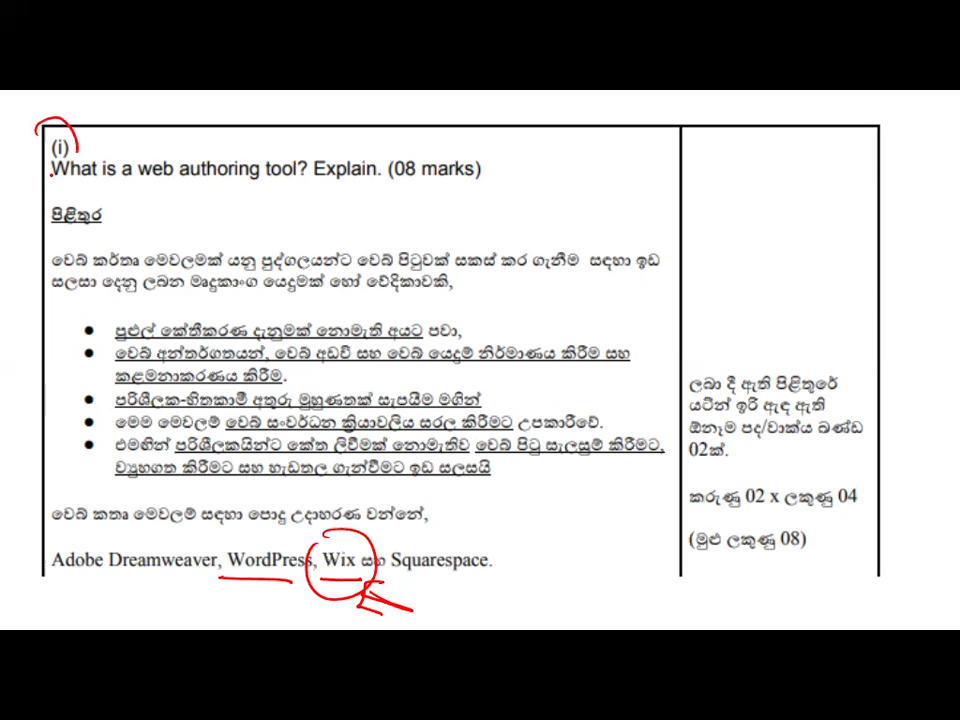 (i)
What is a web authoring tool? Explain. (08 marks)
පිළිතුර
වෙබ් කර්තෘ මෙවලමක් යනු පුද්ගලයන්ට වෙබ් පිටුවක් සකස් කර ගැනීම සඳහා ඉඩ
සලසා දෙනු ලබන මෘදුකාංග යෙදුමක් හෝ වේදිකාවකි,
● පුළුල් කේතීකරණ දැනුමක් නොමැති අයට පවා,
● වෙබ් අන්තර්ගතයන්, වෙබ් අඩවි සහ වෙබ් යෙදුම් නිර්මාණය කිරීම සහ
කළමනාකරණය කිරීම.
● පරිශීලක-හිතකාමී අතුරු මුහුණතක් සැපයීම මගින්
● මෙම මෙවලම් වෙබ් සංවර්ධන ක්‍රියාවලිය සරල කිරීමට උපකාරීවේ.
● එමඟින් පරිශීලකයින්ට කේත ලිවීමක් නොමැතිව වෙබ් පිටු සැලසුම් කිරීමට,
ව්‍යුහගත කිරීමට සහ හැඩතල ගැන්වීමට ඉඩ සලසයි
වෙබ් කතෘ මෙවලම් සඳහා පොදු උදාහරණ වන්නේ,
Adobe Dreamweaver, WordPress, Wix සහ Squarespace.
ලබා දී ඇති පිළිතුරේ
යටින් ඉරි ඇඳ ඇති
ඕනෑම පද/වාක්‍ය ඛණ්ඩ
02ක්.
කරුණු 02 x ලකුණු 04
(මුළු ලකුණු 08)